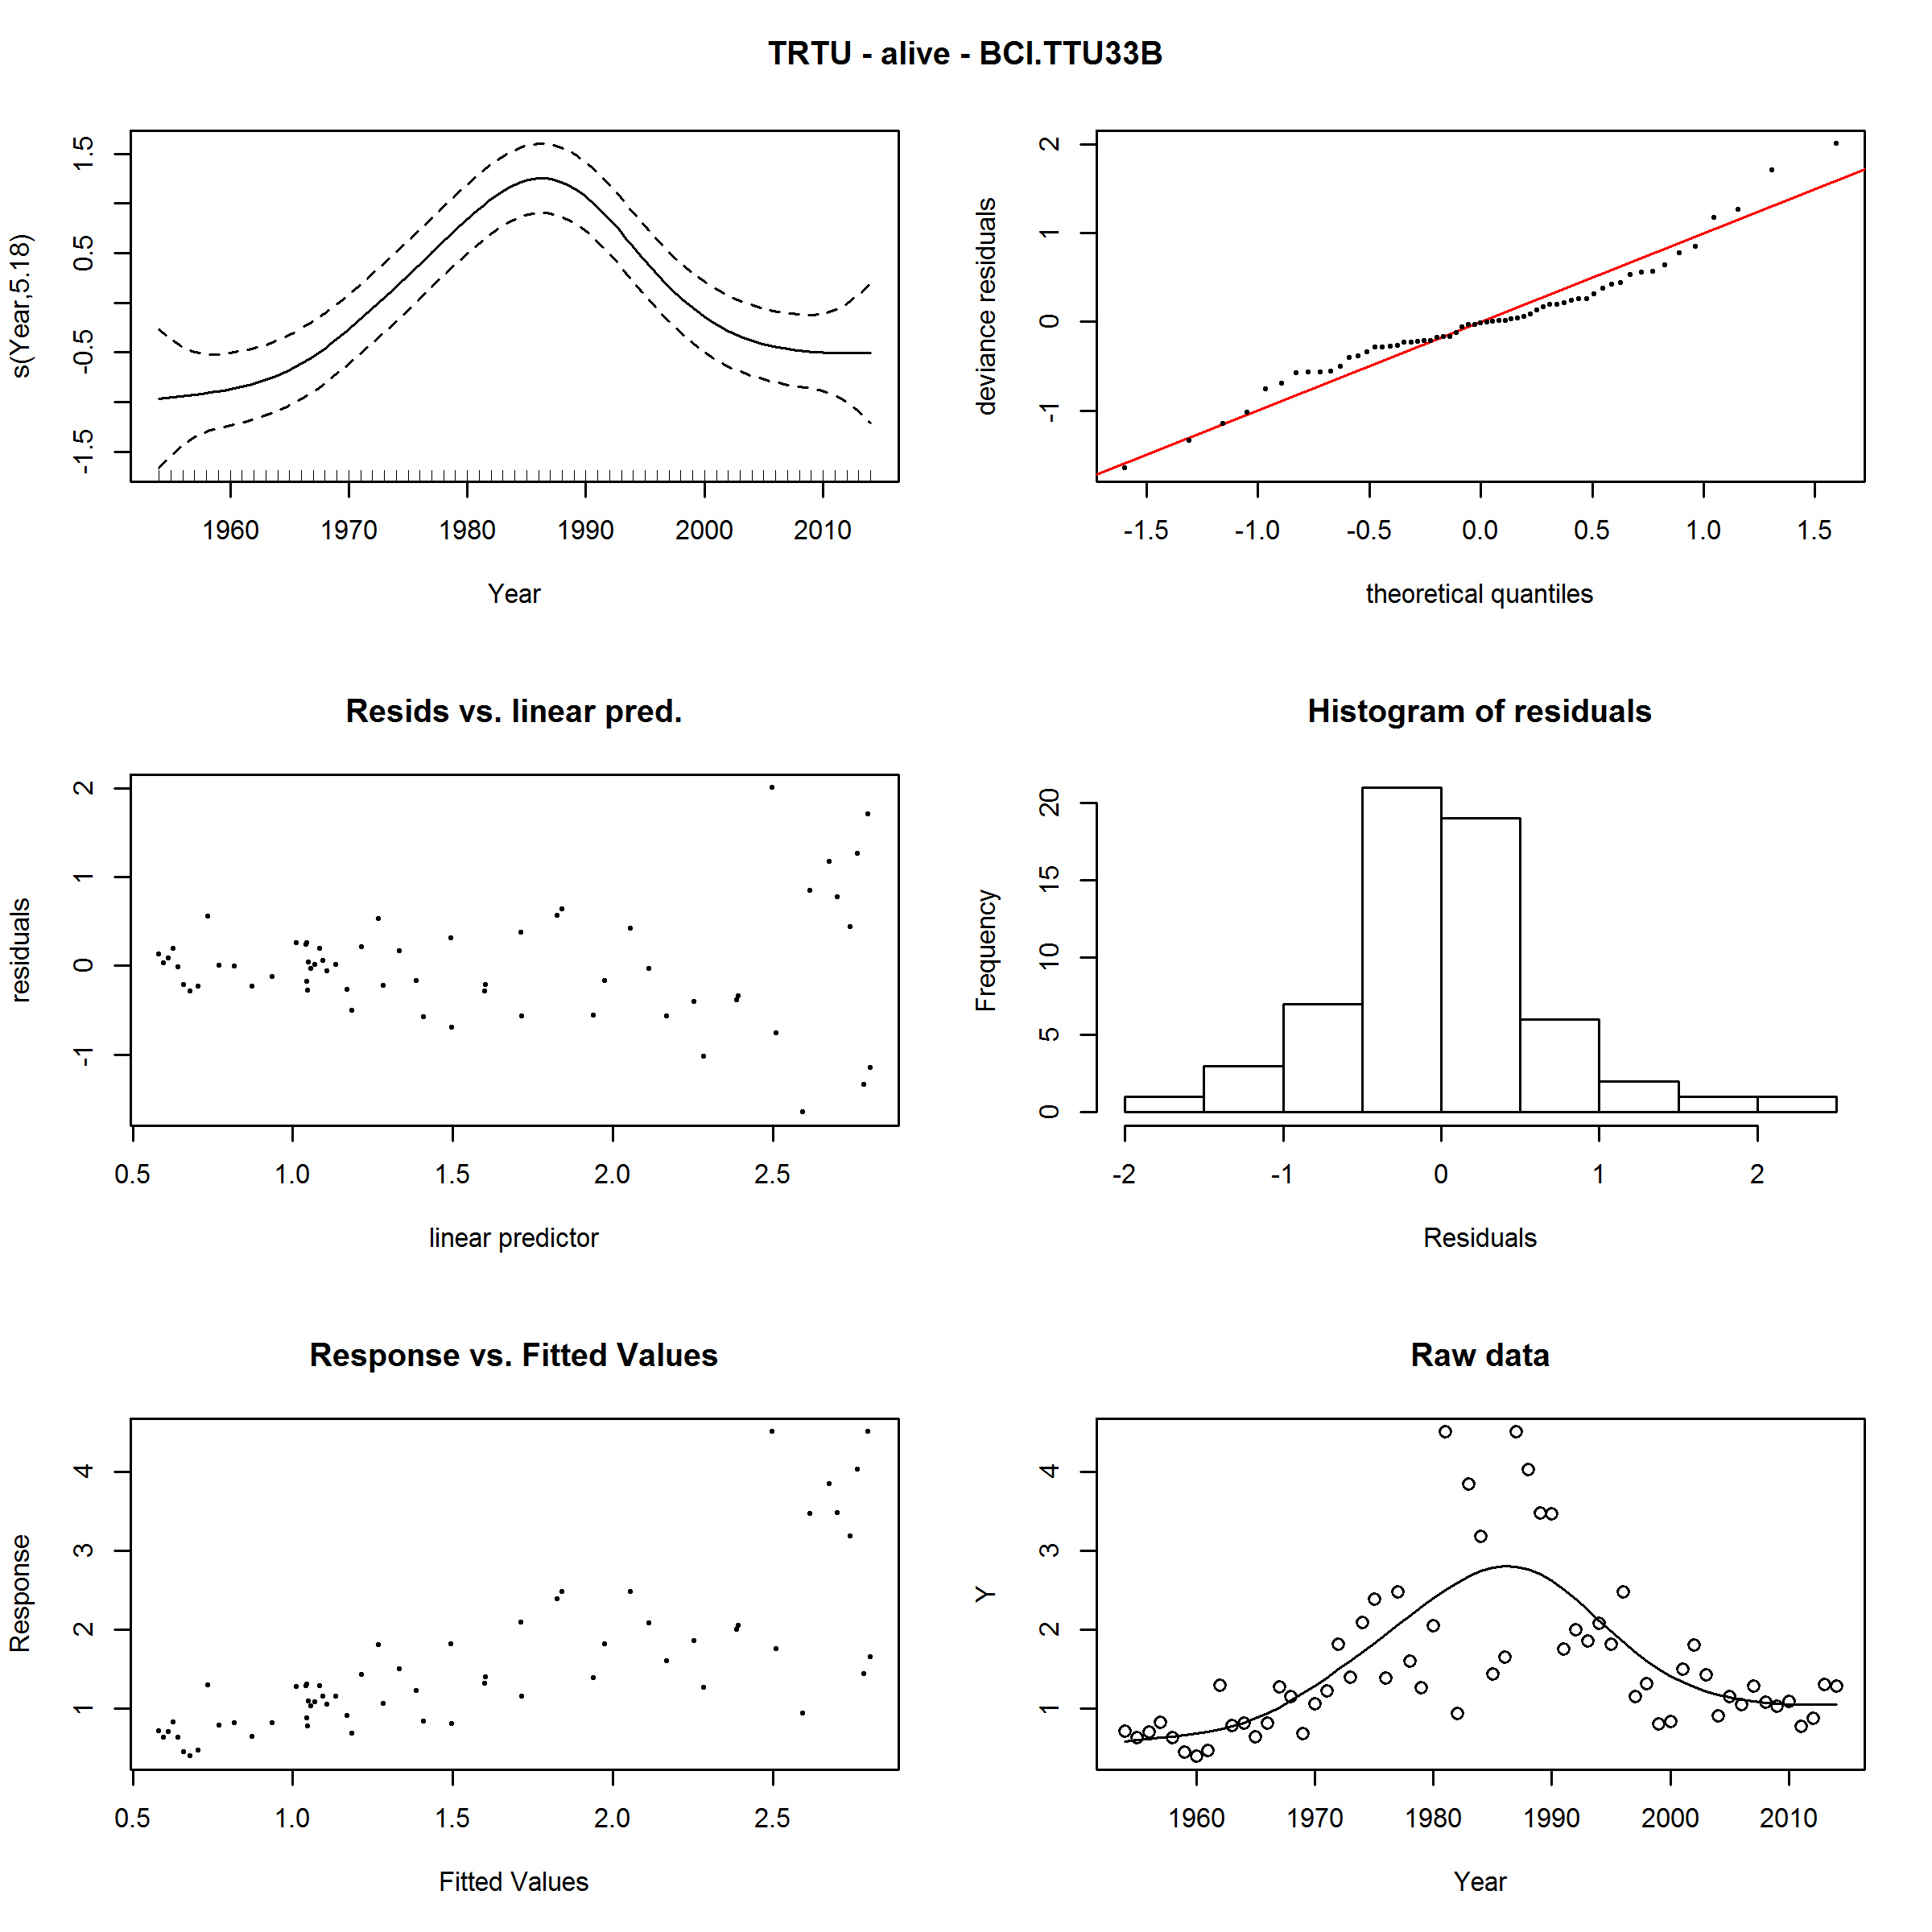 TRTU - alive - BCI.TTU33B
s(Year,5.18)
-1.5 -0.5 0.5 1.5
1960 1970 1980 1990 2000 2010
Year
deviance residuals
-1 0 1 2
-1.5 -1.0 -0.5 0.0 0.5 1.0 1.5
theoretical quantiles
Resids vs. linear pred.
residuals
-1 0 1 2
0.5 1.0 1.5 2.0 2.5
linear predictor
Histogram of residuals
Frequency
0 5 10 15 20
-2 -1 0 1 2
Residuals
Response vs. Fitted Values
Response
1 2 3 4
0.5 1.0 1.5 2.0 2.5
Fitted Values
Raw data
Y
1 2 3 4
1960 1970 1980 1990 2000 2010
Year